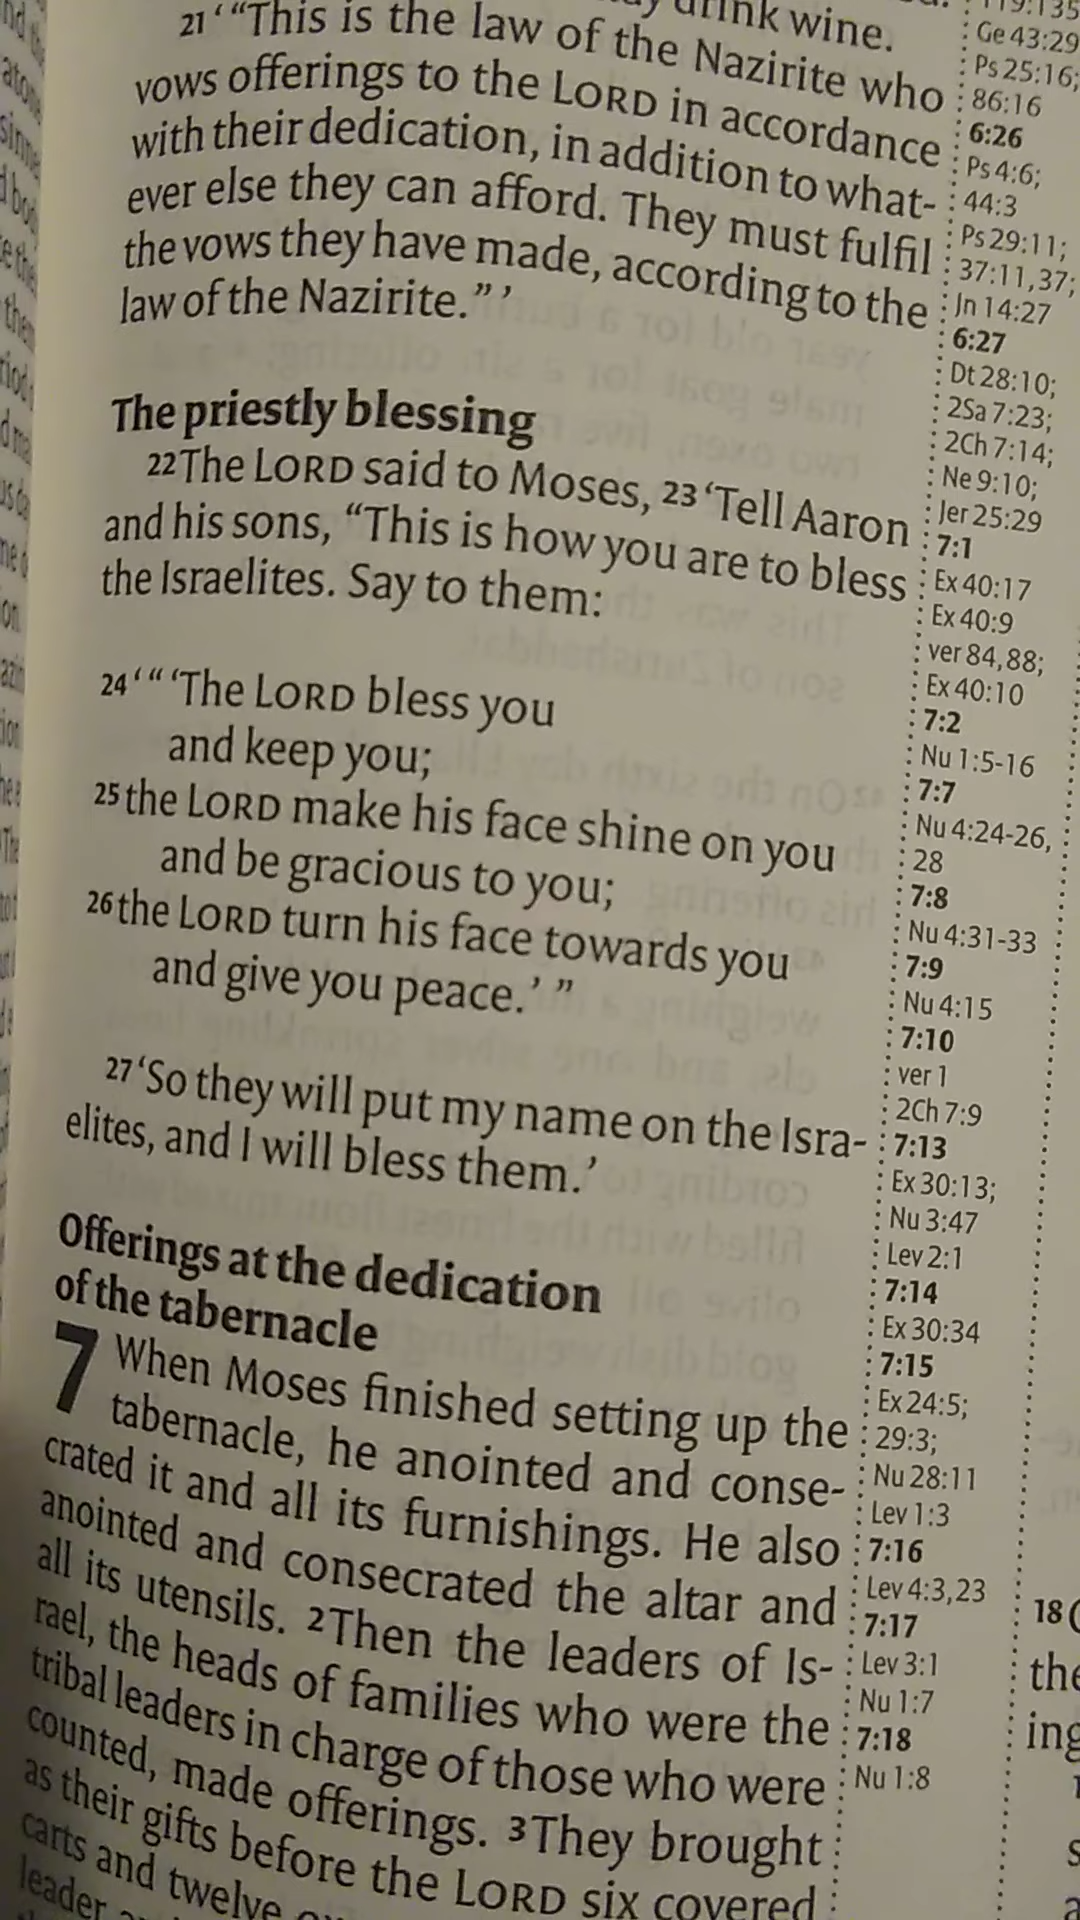 drink wine.
21 ‘ “This is the law of the Nazirite who
vows offerings to the LORD in accordance
with their dedication, in addition to what-
ever else they can afford. They must fulfil
the vows they have made, according to the
law of the Nazirite.” ’
The priestly blessing
22 The LORD said to Moses, 23 ‘Tell Aaron
and his sons, “This is how you are to bless
the Israelites. Say to them:
24 ‘ “ ‘The LORD bless you
and keep you;
25 the LORD make his face shine on you
and be gracious to you;
26 the LORD turn his face towards you
and give you peace.’ ”
27 ‘So they will put my name on the Isra-
elites, and I will bless them.’
Offerings at the dedication
of the tabernacle
7 When Moses finished setting up the
tabernacle, he anointed and conse-
crated it and all its furnishings. He also
anointed and consecrated the altar and
all its utensils. 2 Then the leaders of Is-
rael, the heads of families who were the
tribal leaders in charge of those who were
counted, made offerings. 3 They brought
as their gifts before the LORD six covered
carts and twelve
leader
119:135
Ge 43:29
Ps 25:16;
86:16
6:26
Ps 4:6;
44:3
Ps 29:11;
37:11,37;
Jn 14:27
6:27
Dt 28:10;
2Sa 7:23;
2Ch 7:14;
Ne 9:10;
Jer 25:29
7:1
Ex 40:17
Ex 40:9
ver 84,88;
Ex 40:10
7:2
Nu 1:5-16
7:7
Nu 4:24-26,
28
7:8
Nu 4:31-33
7:9
Nu 4:15
7:10
ver 1
2Ch 7:9
7:13
Ex 30:13;
Nu 3:47
Lev 2:1
7:14
Ex 30:34
7:15
Ex 24:5;
29:3;
Nu 28:11
Lev 1:3
7:16
Lev 4:3,23
7:17
Lev 3:1
Nu 1:7
7:18
Nu 1:8
18
the
ing